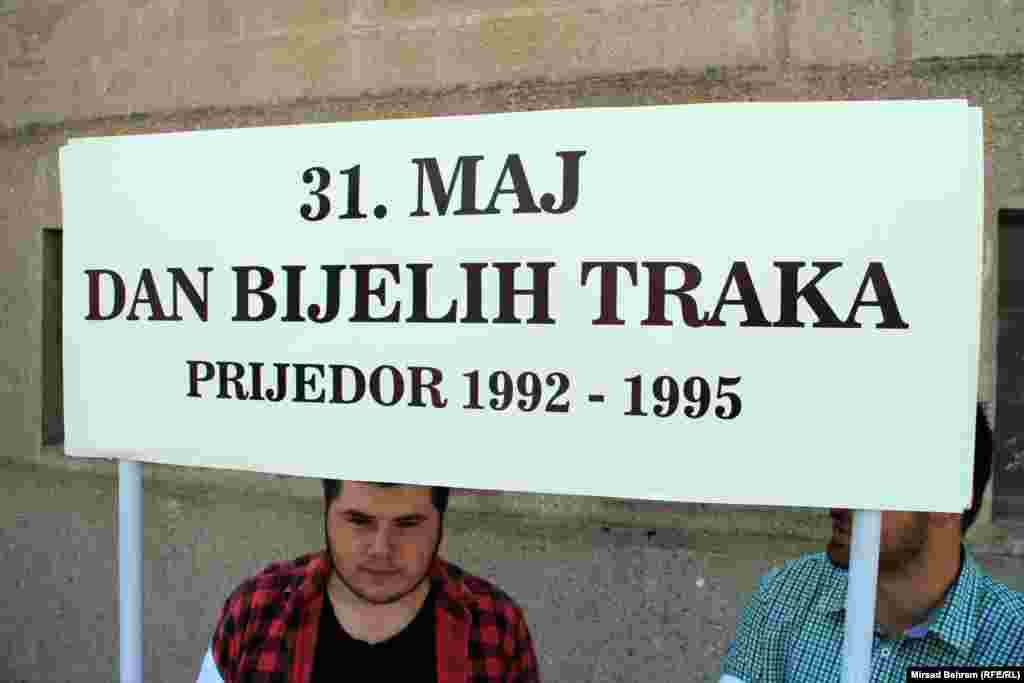 31. MAJ
DAN BIJELIH TRAKA
PRIJEDOR 1992 - 1995
Mirsad Behram (RFE/RL)